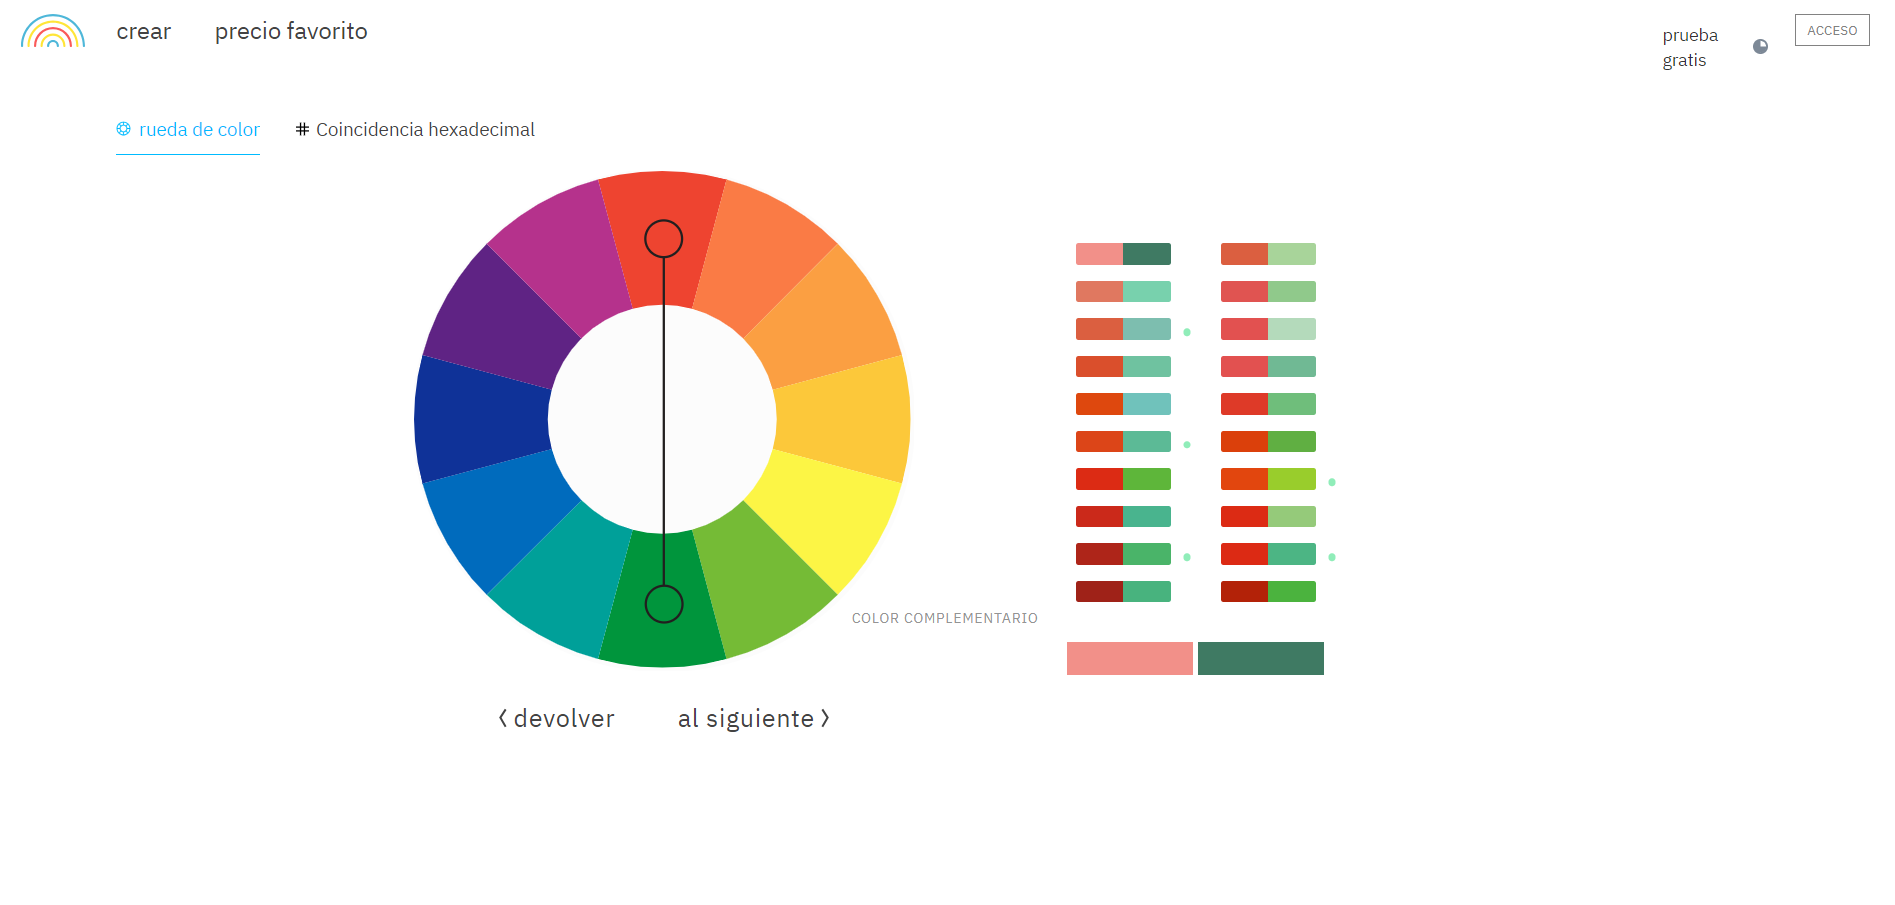 crear
precio favorito
prueba
gratis
ACCESO
rueda de color
# Coincidencia hexadecimal
COLOR COMPLEMENTARIO
devolver
al siguiente